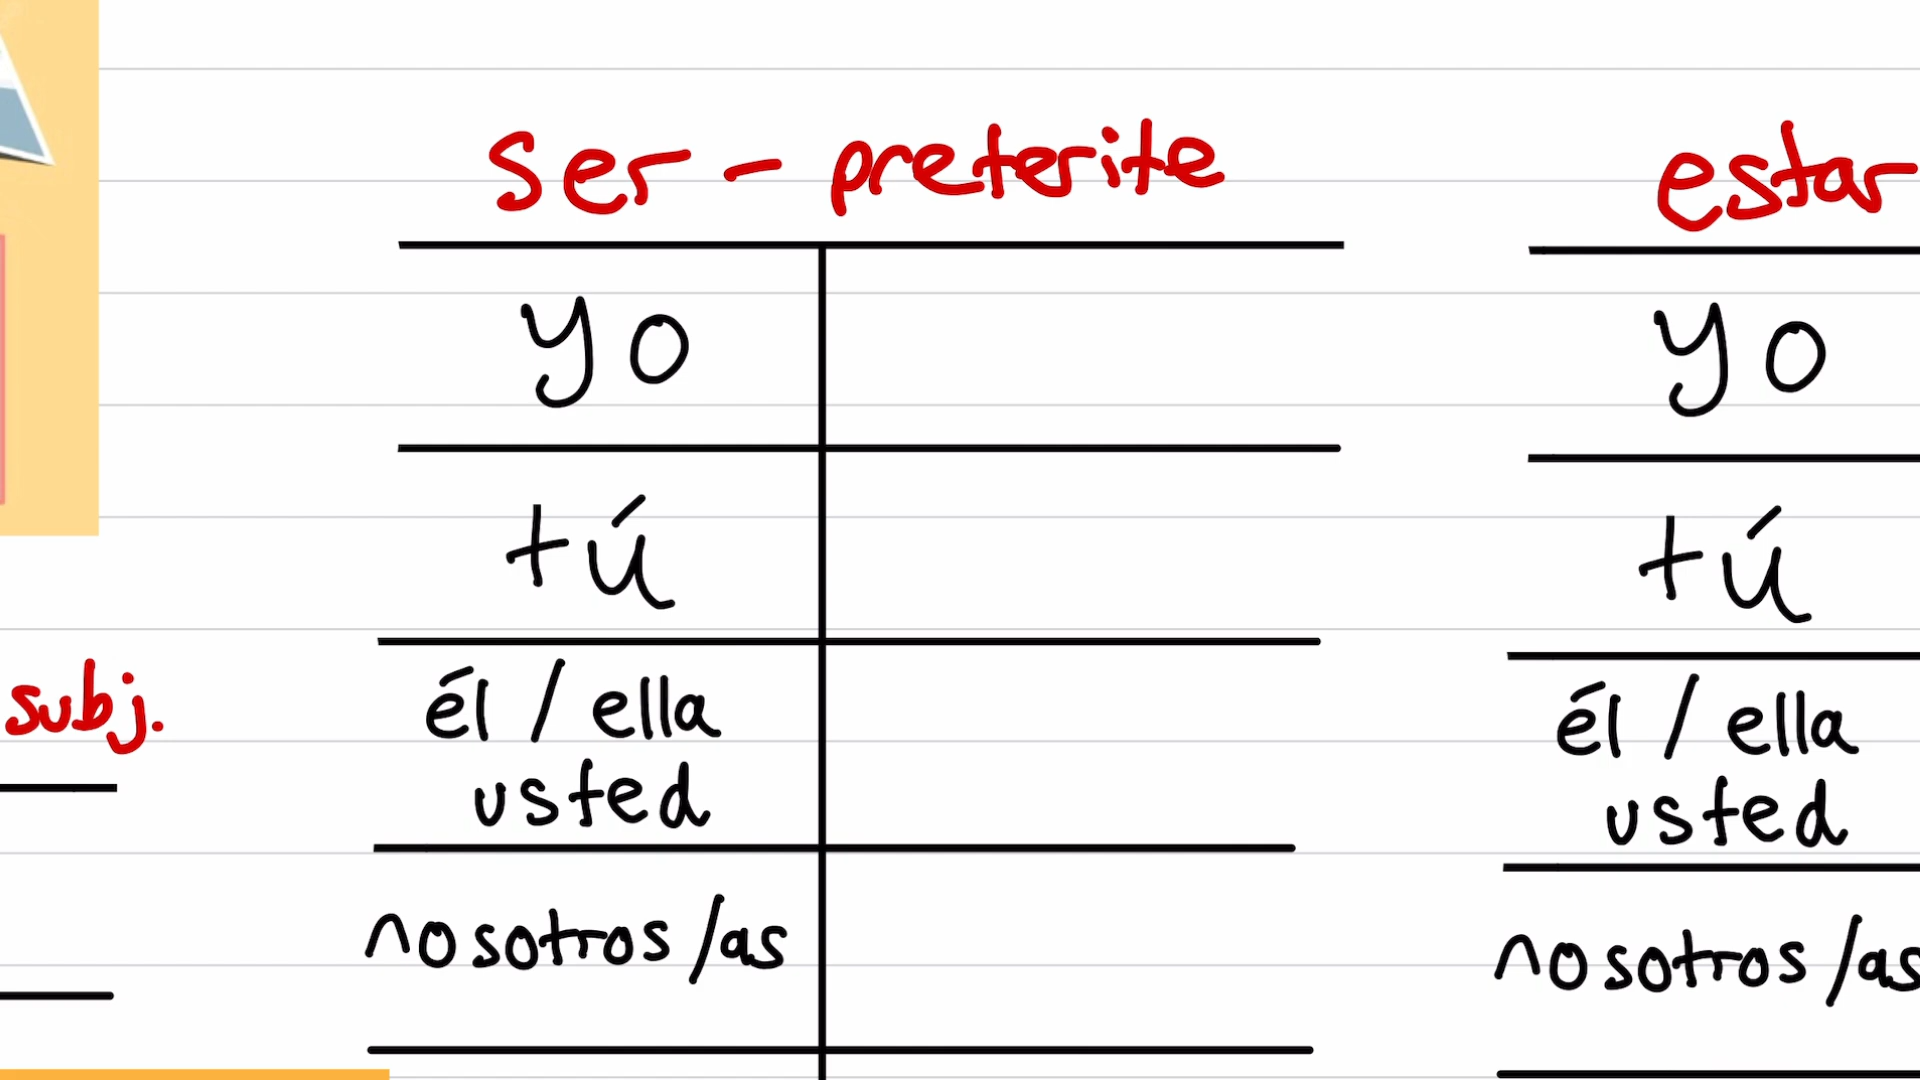 ser - preterite
yo
tú
él / ella
usted
nosotros/as
estar
yo
tú
él / ella
usted
nosotros/as
subj.